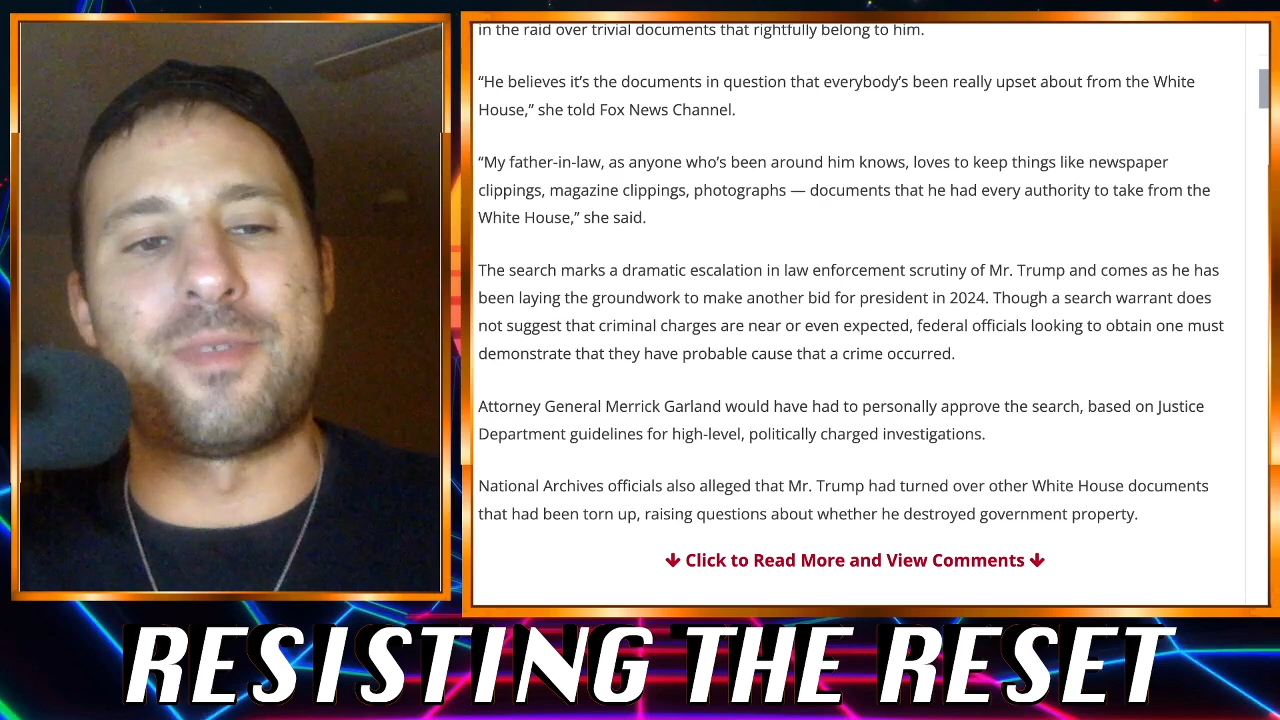 in the raid over trivial documents that rightfully belong to him.
“He believes it’s the documents in question that everybody’s been really upset about from the White
House,” she told Fox News Channel.
“My father-in-law, as anyone who’s been around him knows, loves to keep things like newspaper
clippings, magazine clippings, photographs — documents that he had every authority to take from the
White House,” she said.
The search marks a dramatic escalation in law enforcement scrutiny of Mr. Trump and comes as he has
been laying the groundwork to make another bid for president in 2024. Though a search warrant does
not suggest that criminal charges are near or even expected, federal officials looking to obtain one must
demonstrate that they have probable cause that a crime occurred.
Attorney General Merrick Garland would have had to personally approve the search, based on Justice
Department guidelines for high-level, politically charged investigations.
National Archives officials also alleged that Mr. Trump had turned over other White House documents
that had been torn up, raising questions about whether he destroyed government property.
↓ Click to Read More and View Comments ↓
RESISTING THE RESET